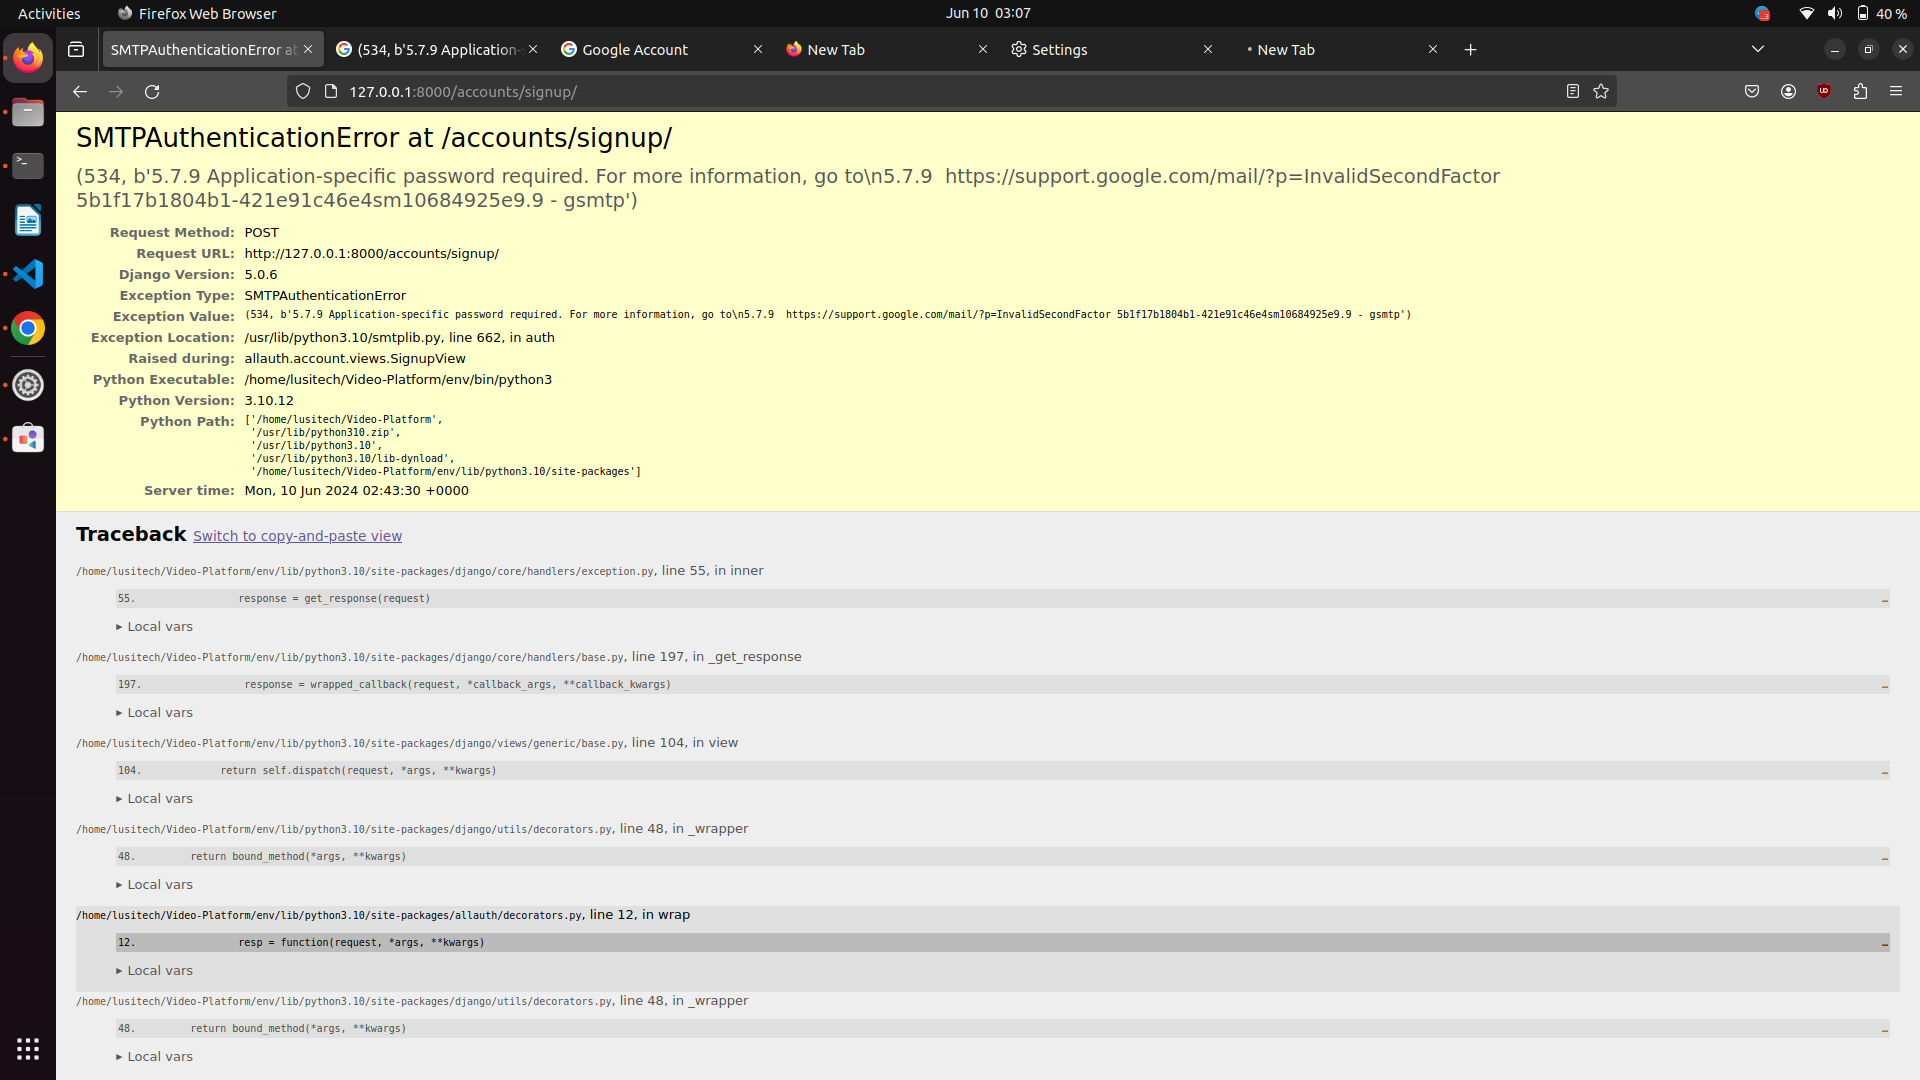 Activities
Firefox Web Browser
Jun 10 03:07
40 %
SMTPAuthenticationError at
(534, b'5.7.9 Application-
Google Account
New Tab
Settings
New Tab
127.0.0.1:8000/accounts/signup/
SMTPAuthenticationError at /accounts/signup/
(534, b'5.7.9 Application-specific password required. For more information, go to\n5.7.9 https://support.google.com/mail/?p=InvalidSecondFactor
5b1f17b1804b1-421e91c46e4sm10684925e9.9 - gsmtp')
Request Method: POST
Request URL: http://127.0.0.1:8000/accounts/signup/
Django Version: 5.0.6
Exception Type: SMTPAuthenticationError
Exception Value: (534, b'5.7.9 Application-specific password required. For more information, go to\n5.7.9 https://support.google.com/mail/?p=InvalidSecondFactor 5b1f17b1804b1-421e91c46e4sm10684925e9.9 - gsmtp')
Exception Location: /usr/lib/python3.10/smtplib.py, line 662, in auth
Raised during: allauth.account.views.SignupView
Python Executable: /home/lusitech/Video-Platform/env/bin/python3
Python Version: 3.10.12
Python Path: ['/home/lusitech/Video-Platform',
'/usr/lib/python310.zip',
'/usr/lib/python3.10',
'/usr/lib/python3.10/lib-dynload',
'/home/lusitech/Video-Platform/env/lib/python3.10/site-packages']
Server time: Mon, 10 Jun 2024 02:43:30 +0000
Traceback Switch to copy-and-paste view
/home/lusitech/Video-Platform/env/lib/python3.10/site-packages/django/core/handlers/exception.py, line 55, in inner
55. response = get_response(request) …
▶ Local vars
/home/lusitech/Video-Platform/env/lib/python3.10/site-packages/django/core/handlers/base.py, line 197, in _get_response
197. response = wrapped_callback(request, *callback_args, **callback_kwargs) …
▶ Local vars
/home/lusitech/Video-Platform/env/lib/python3.10/site-packages/django/views/generic/base.py, line 104, in view
104. return self.dispatch(request, *args, **kwargs) …
▶ Local vars
/home/lusitech/Video-Platform/env/lib/python3.10/site-packages/django/utils/decorators.py, line 48, in _wrapper
48. return bound_method(*args, **kwargs) …
▶ Local vars
/home/lusitech/Video-Platform/env/lib/python3.10/site-packages/allauth/decorators.py, line 12, in wrap
12. resp = function(request, *args, **kwargs) …
▶ Local vars
/home/lusitech/Video-Platform/env/lib/python3.10/site-packages/django/utils/decorators.py, line 48, in _wrapper
48. return bound_method(*args, **kwargs) …
▶ Local vars